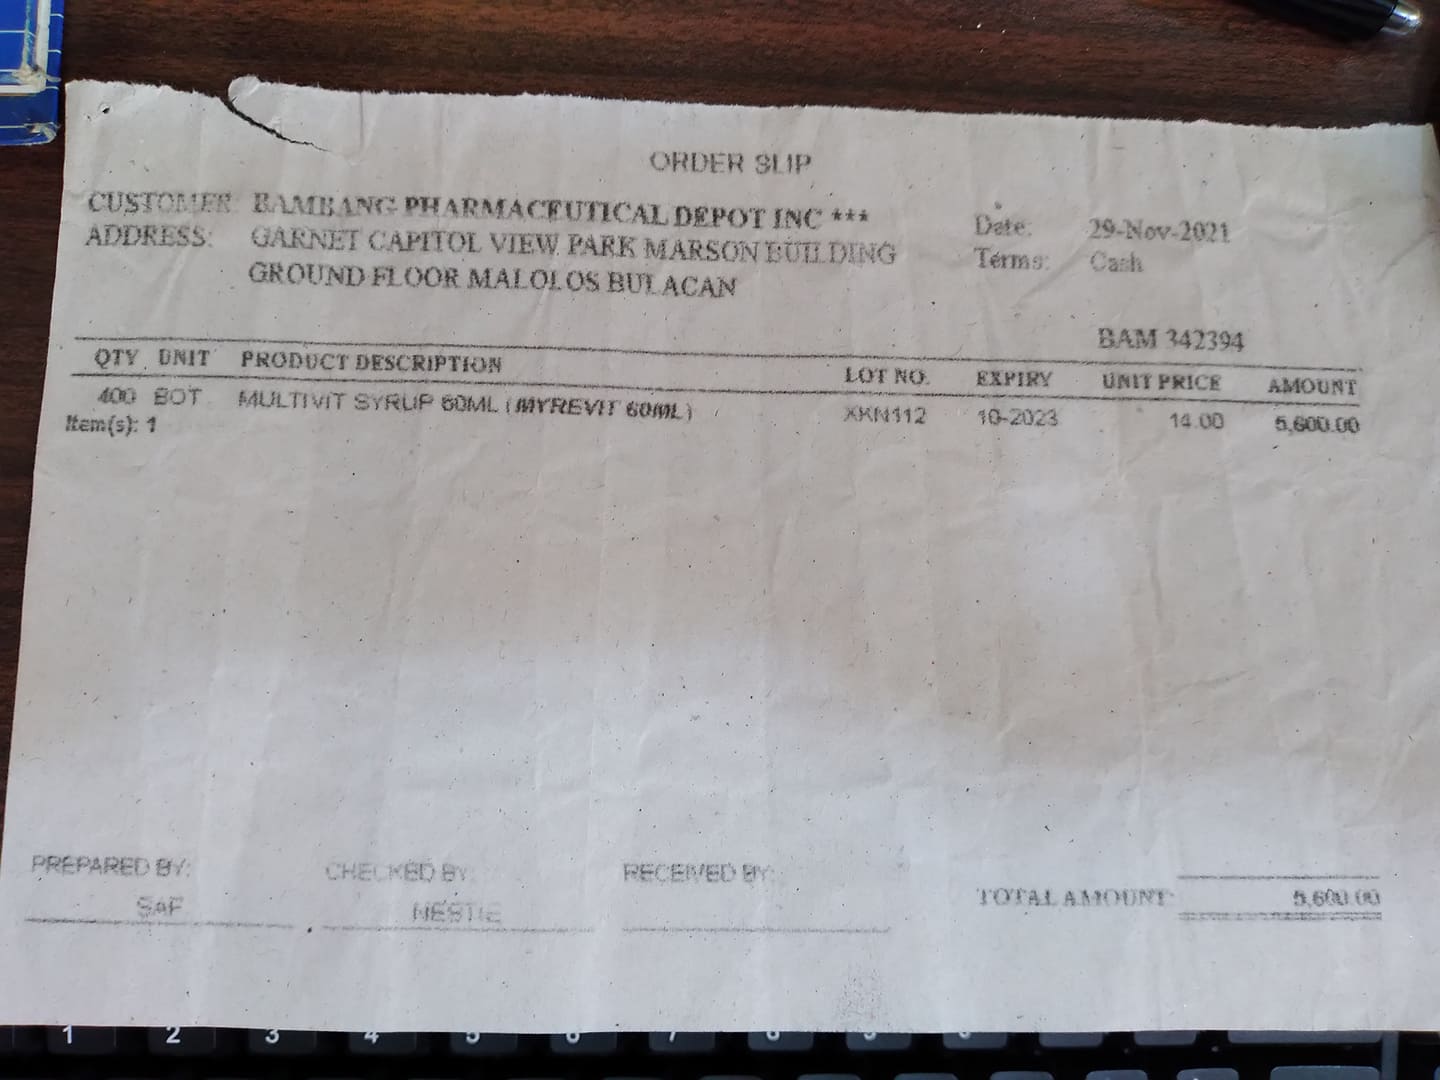 ORDER SLIP
CUSTOMER: BAMBANG PHARMACEUTICAL DEPOT INC ***
ADDRESS: GARNET CAPITOL VIEW PARK MARSON BUILDING
GROUND FLOOR MALOLOS BULACAN
Date: 29-Nov-2021
Terms: Cash
BAM 342394
QTY UNIT PRODUCT DESCRIPTION LOT NO. EXPIRY UNIT PRICE AMOUNT
400 BOT MULTIVIT SYRUP 60ML (MYREVIT 60ML) XKN112 10-2023 14.00 5,600.00
Item(s): 1
PREPARED BY: CHECKED BY: RECEIVED BY:
SAF NESTIE
TOTAL AMOUNT 5,600.00
1 2 3 4 5 6 7 8 9